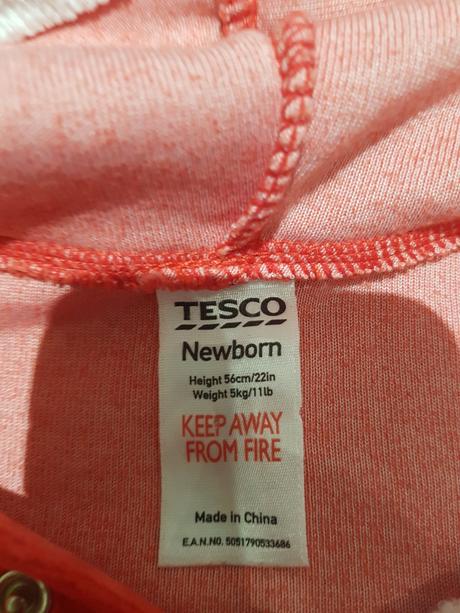 TESCO
Newborn
Height 56cm/22in
Weight 5kg/11lb
KEEP AWAY
FROM FIRE
Made in China
E.A.N.NO. 5051790533686